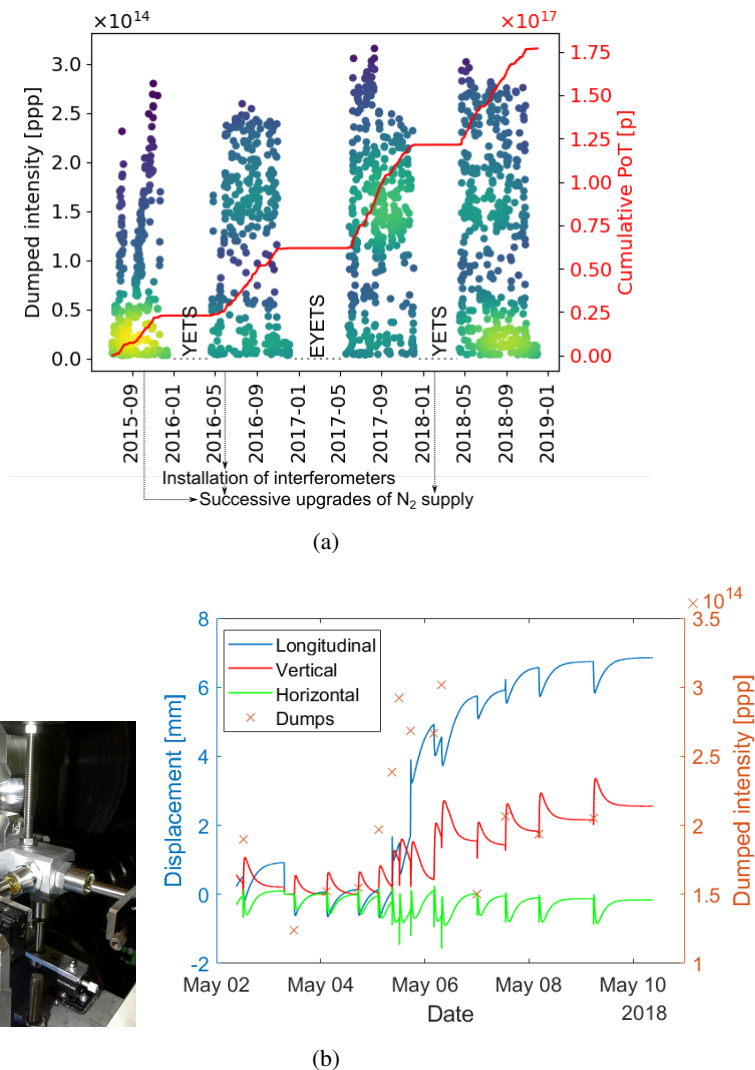 ×10^14
×10^17
Dumped intensity [ppp]
3.0
2.5
2.0
1.5
1.0
0.5
0.0
1.75
1.50
1.25
1.00
0.75
0.50
0.25
0.00
Cumulative PoT [p]
YETS
EYETS
YETS
2015-09
2016-01
2016-05
2016-09
2017-01
2017-05
2017-09
2018-01
2018-05
2018-09
2019-01
Installation of interferometers
Successive upgrades of N₂ supply
(a)
×10^14
Displacement [mm]
8
6
4
2
0
-2
Longitudinal
Vertical
Horizontal
Dumps
3.5
3
2.5
2
1.5
1
Dumped intensity [ppp]
May 02
May 04
May 06
May 08
May 10
Date
2018
(b)